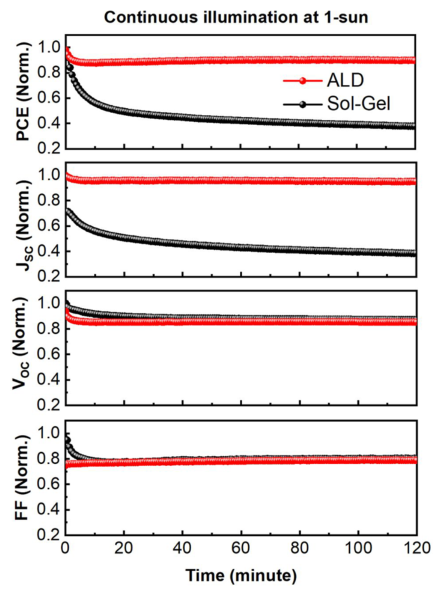 Continuous illumination at 1-sun
PCE (Norm.)
1.0
0.8
0.6
0.4
0.2
ALD
Sol-Gel
JSC (Norm.)
1.0
0.8
0.6
0.4
0.2
VOC (Norm.)
1.0
0.8
0.6
0.4
0.2
FF (Norm.)
1.0
0.8
0.6
0.4
0.2
0 20 40 60 80 100 120
Time (minute)